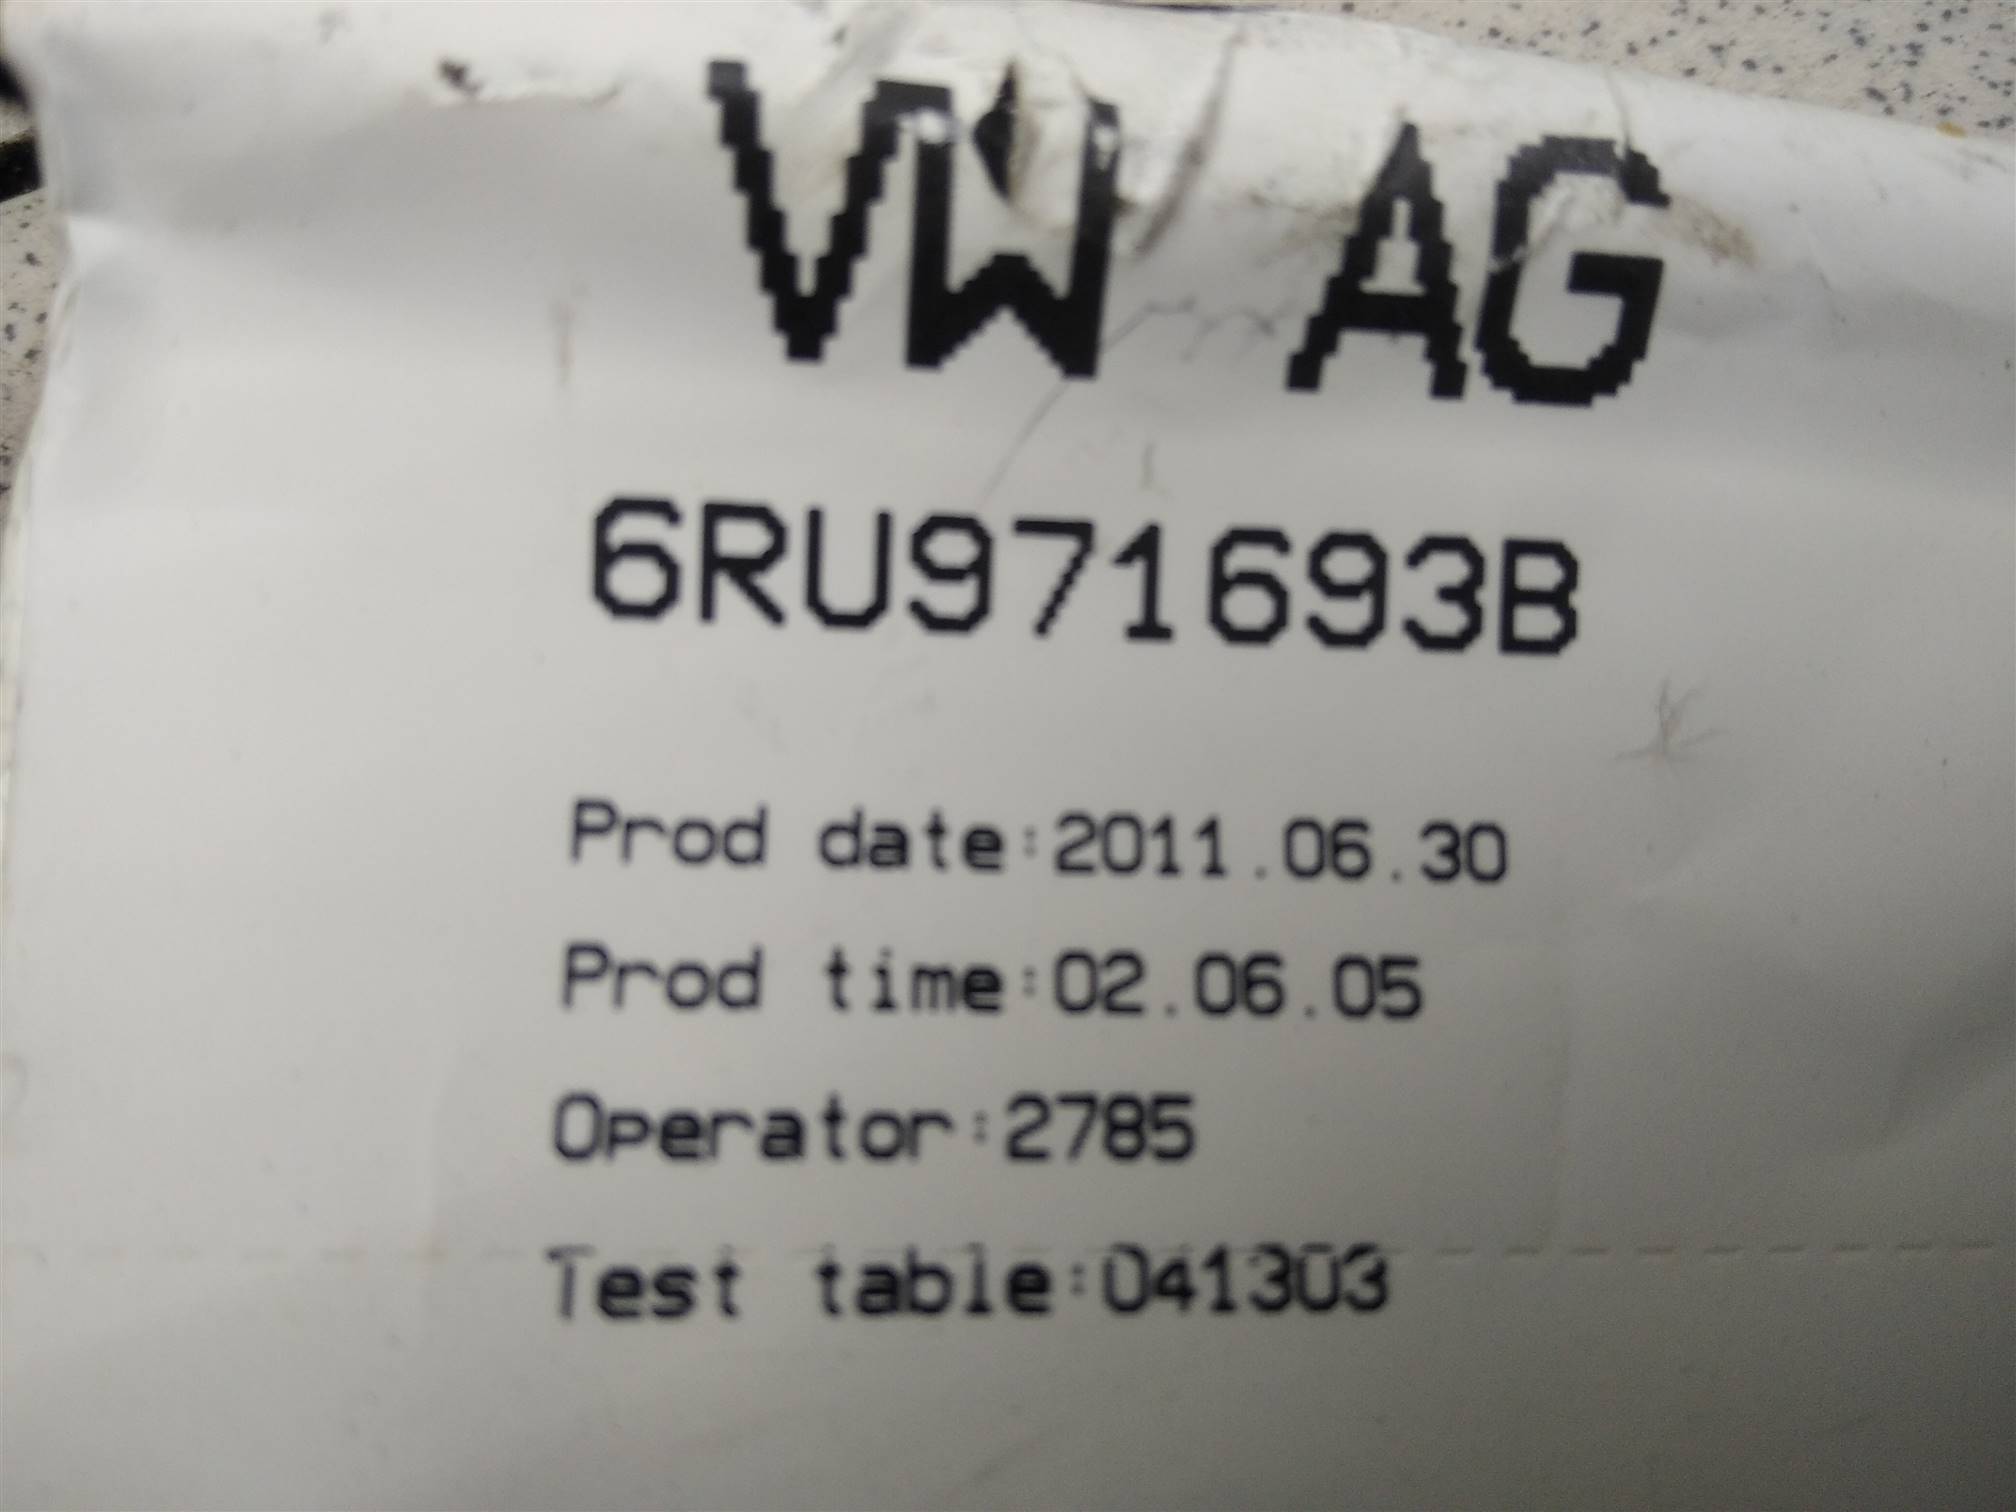 VW AG
6RU971693B
Prod date:2011.06.30
Prod time:02.06.05
Operator:2785
Test table:041303